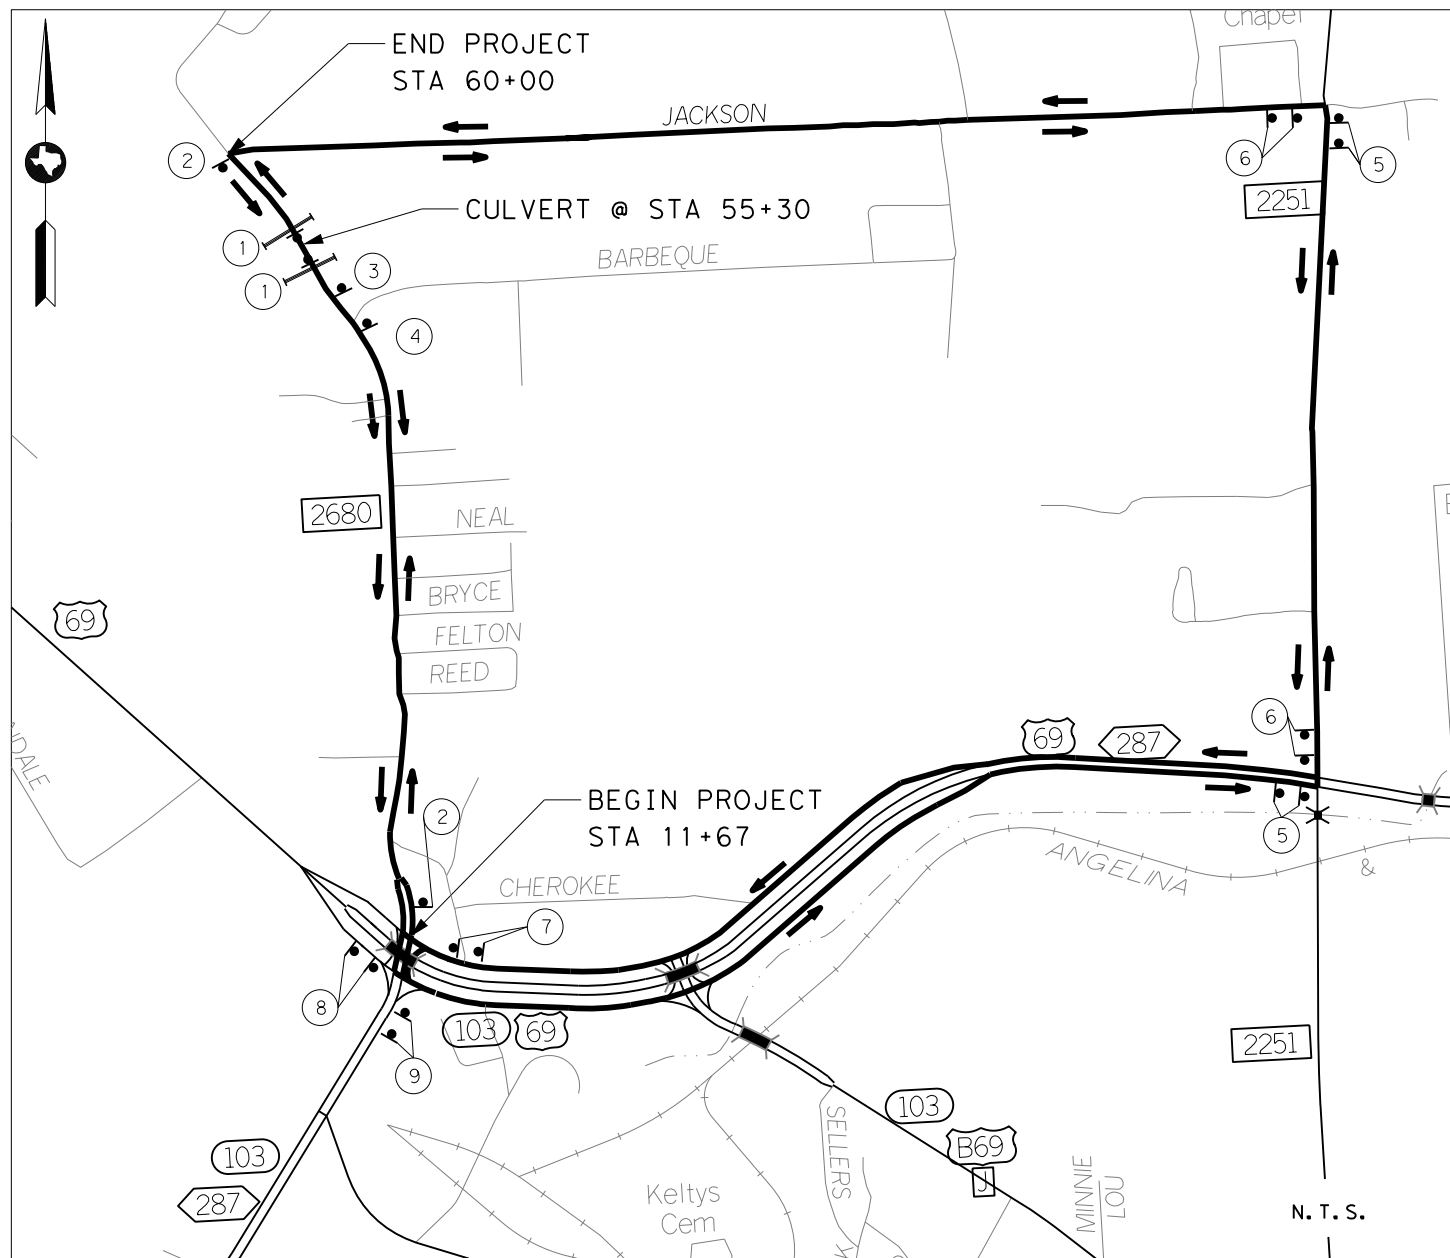 Chapel
END PROJECT
STA 60+00
JACKSON
2
6
5
2251
CULVERT @ STA 55+30
1
BARBEQUE
3
1
4
2680
NEAL
BRYCE
69
FELTON
REED
6
69
287
BEGIN PROJECT
STA 11+67
2
5
ANGELINA
&
CHEROKEE
7
8
103
69
9
2251
103
SELLERS
B69
J
103
287
Keltys
Cem
MINNIE
LOU
N.T.S.